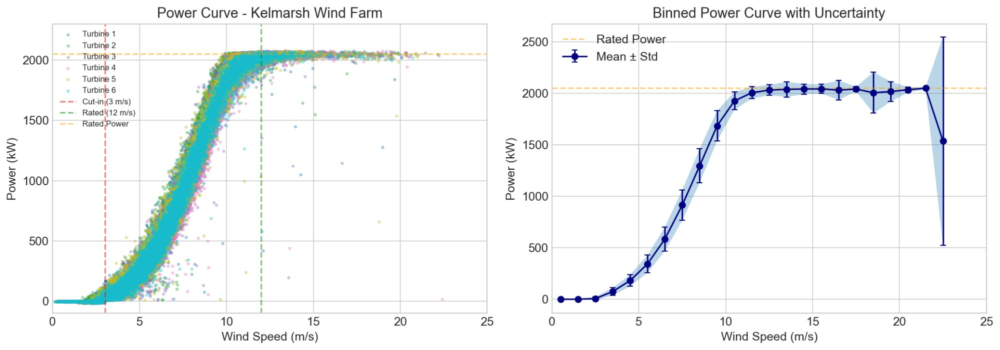 Power Curve - Kelmarsh Wind Farm
Turbine 1
Turbine 2
Turbine 3
Turbine 4
Turbine 5
Turbine 6
Cut-in (3 m/s)
Rated (12 m/s)
Rated Power
Power (kW)
2000
1500
1000
500
0
0 5 10 15 20 25
Wind Speed (m/s)
Binned Power Curve with Uncertainty
Rated Power
Mean ± Std
Power (kW)
2500
2000
1500
1000
500
0
0 5 10 15 20 25
Wind Speed (m/s)